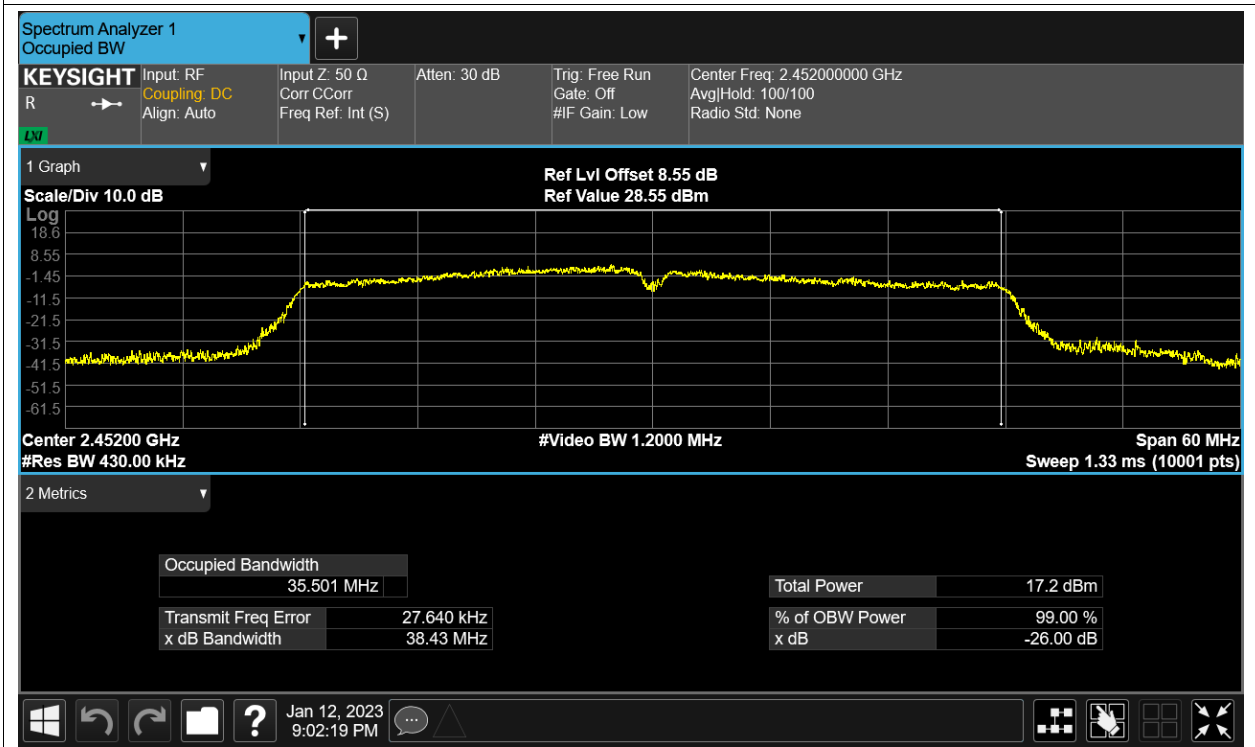 Spectrum Analyzer 1
Occupied BW
KEYSIGHT
R
LXI
Input: RF
Coupling: DC
Align: Auto
Input Z: 50 Ω
Corr CCorr
Freq Ref: Int (S)
Atten: 30 dB
Trig: Free Run
Gate: Off
#IF Gain: Low
Center Freq: 2.452000000 GHz
Avg|Hold: 100/100
Radio Std: None
1 Graph
Scale/Div 10.0 dB
Ref Lvl Offset 8.55 dB
Ref Value 28.55 dBm
Log
18.6
8.55
-1.45
-11.5
-21.5
-31.5
-41.5
-51.5
-61.5
Center 2.45200 GHz
#Res BW 430.00 kHz
#Video BW 1.2000 MHz
Span 60 MHz
Sweep 1.33 ms (10001 pts)
2 Metrics
Occupied Bandwidth
35.501 MHz
Transmit Freq Error 27.640 kHz
x dB Bandwidth 38.43 MHz
Total Power 17.2 dBm
% of OBW Power 99.00 %
x dB -26.00 dB
?
Jan 12, 2023
9:02:19 PM